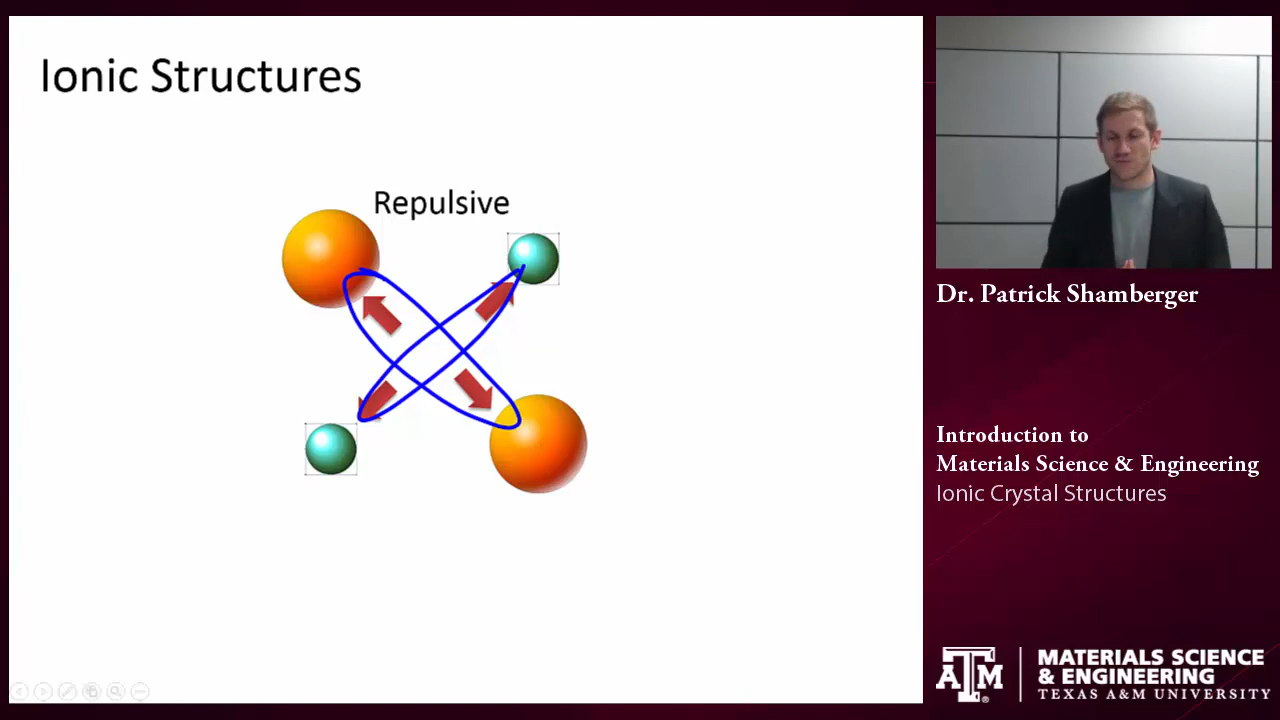 Ionic Structures
Repulsive
Dr. Patrick Shamberger
Introduction to
Materials Science & Engineering
Ionic Crystal Structures
ATM
MATERIALS SCIENCE
& ENGINEERING
TEXAS A&M UNIVERSITY